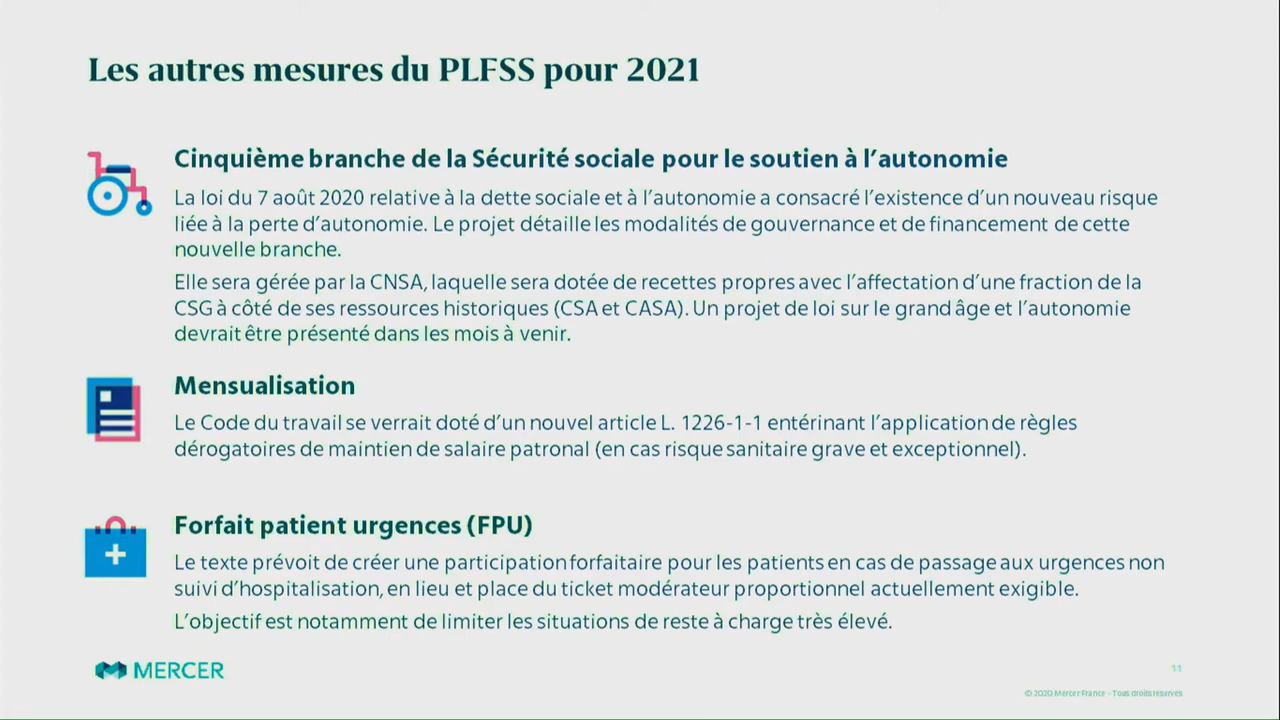 Les autres mesures du PLFSS pour 2021
Cinquième branche de la Sécurité sociale pour le soutien à l'autonomie
La loi du 7 août 2020 relative à la dette sociale et à l'autonomie a consacré l'existence d'un nouveau risque
liée à la perte d'autonomie. Le projet détaille les modalités de gouvernance et de financement de cette
nouvelle branche.
Elle sera gérée par la CNSA, laquelle sera dotée de recettes propres avec l'affectation d'une fraction de la
CSG à côté de ses ressources historiques (CSA et CASA). Un projet de loi sur le grand âge et l'autonomie
devrait être présenté dans les mois à venir.
Mensualisation
Le Code du travail se verrait doté d'un nouvel article L. 1226-1-1 entérinant l'application de règles
dérogatoires de maintien de salaire patronal (en cas risque sanitaire grave et exceptionnel).
Forfait patient urgences (FPU)
Le texte prévoit de créer une participation forfaitaire pour les patients en cas de passage aux urgences non
suivi d'hospitalisation, en lieu et place du ticket modérateur proportionnel actuellement exigible.
L'objectif est notamment de limiter les situations de reste à charge très élevé.
MERCER
11
© 2020 Mercer France - Tous droits réservés